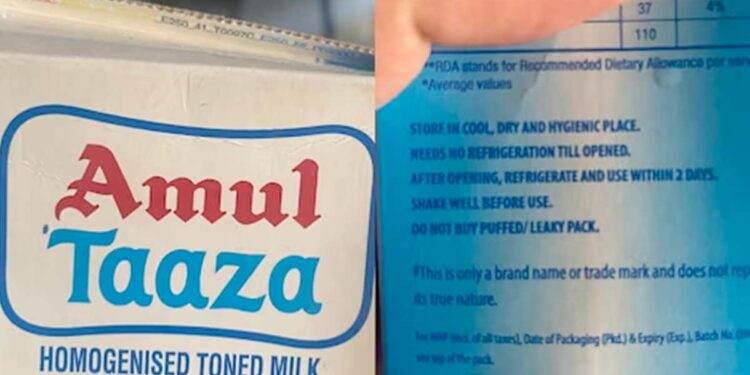 Amul
#Taaza
HOMOGENISED TONED MILK
37 4%
110
**RDA stands for Recommended Dietary Allowance per
*Average values
STORE IN COOL, DRY AND HYGIENIC PLACE.
NEEDS NO REFRIGERATION TILL OPENED.
AFTER OPENING, REFRIGERATE AND USE WITHIN 2 DAYS.
SHAKE WELL BEFORE USE.
DO NOT BUY PUFFED/ LEAKY PACK.
#This is only a brand name or trade mark and does not
its true nature.
For MRP (incl. of all taxes), Date of Packaging (Pkd.) & Expiry (Exp.), Batch No.
see top of the pack.